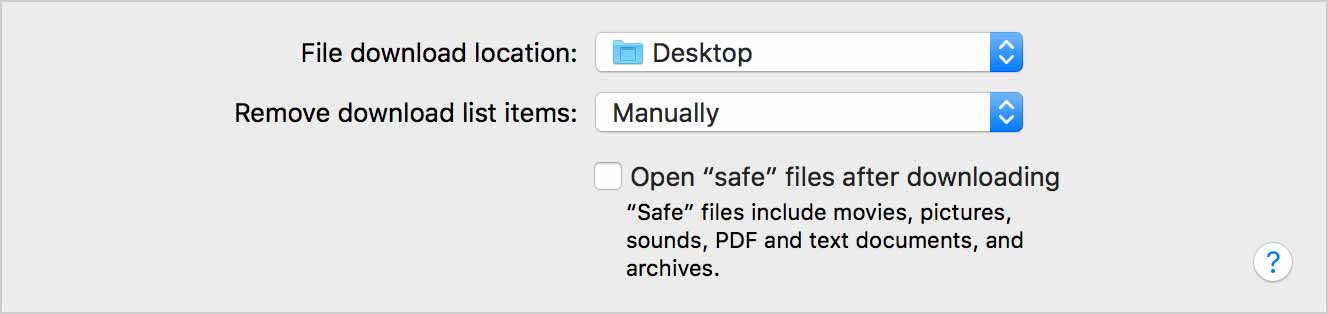 File download location: Desktop
Remove download list items: Manually
Open “safe” files after downloading
“Safe” files include movies, pictures,
sounds, PDF and text documents, and
archives.
?